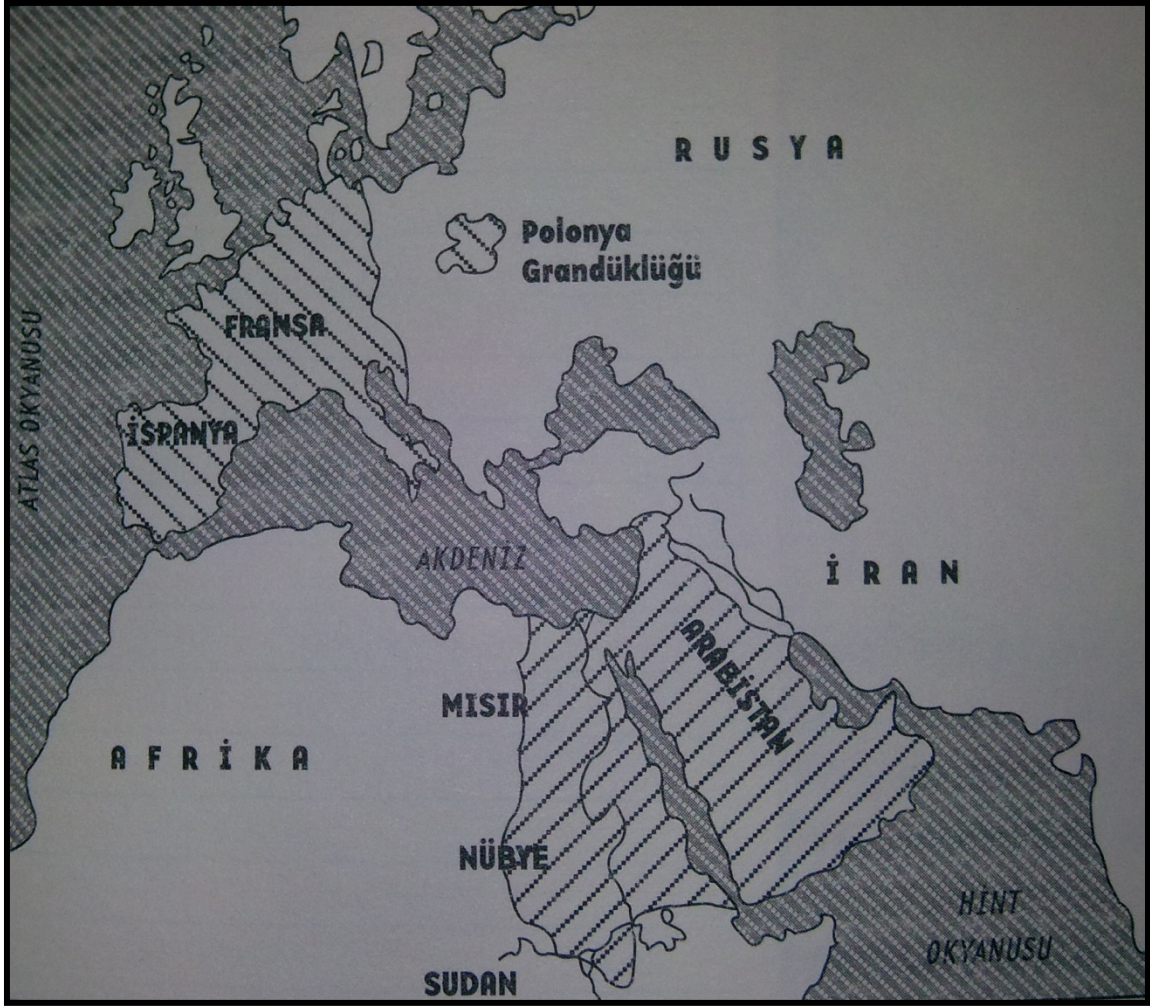 RUSYA
Polonya
Grandüklüğü
ATLAS OKYANUSU
FRANSA
İSPANYA
AKDENİZ
İRAN
ARABİSTAN
MISIR
AFRİKA
NÜBYE
HİNT
OKYANUSU
SUDAN